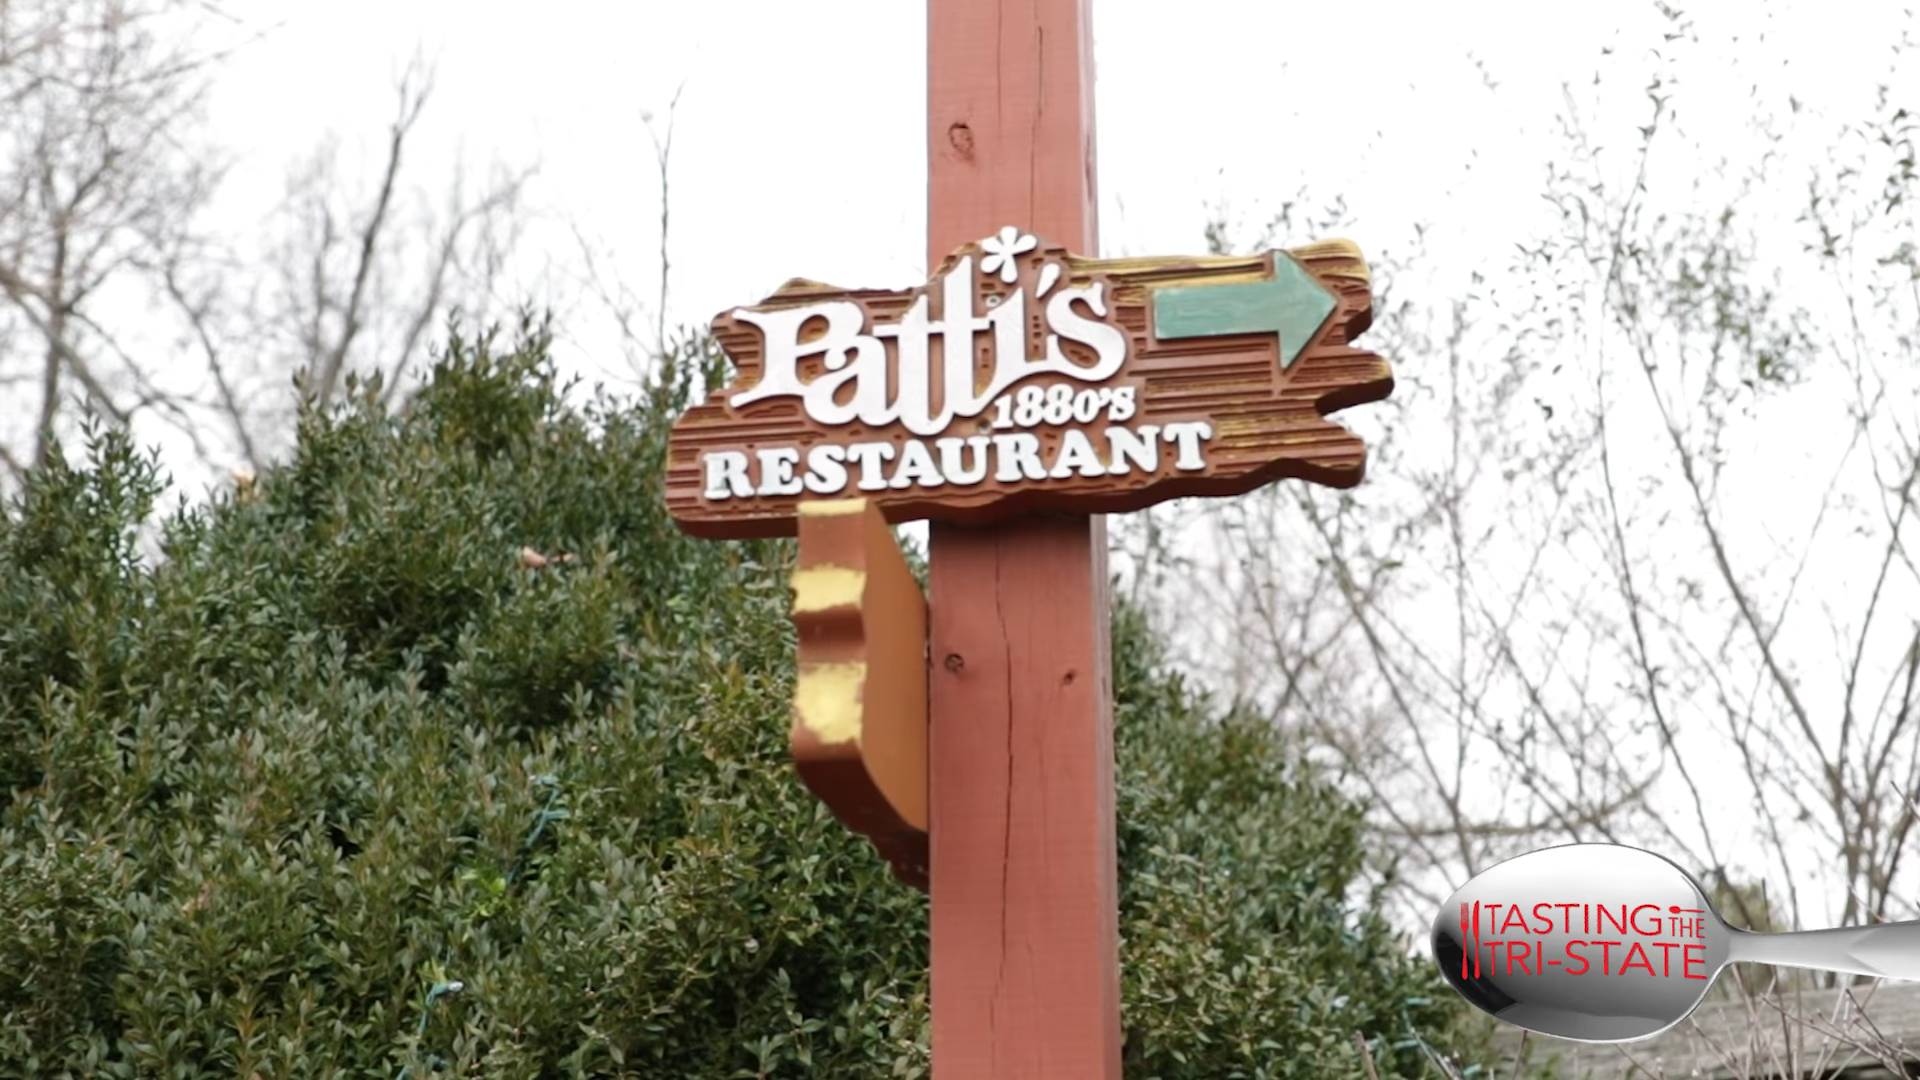 Patti's
1880's
RESTAURANT
TASTING THE
TRI-STATE